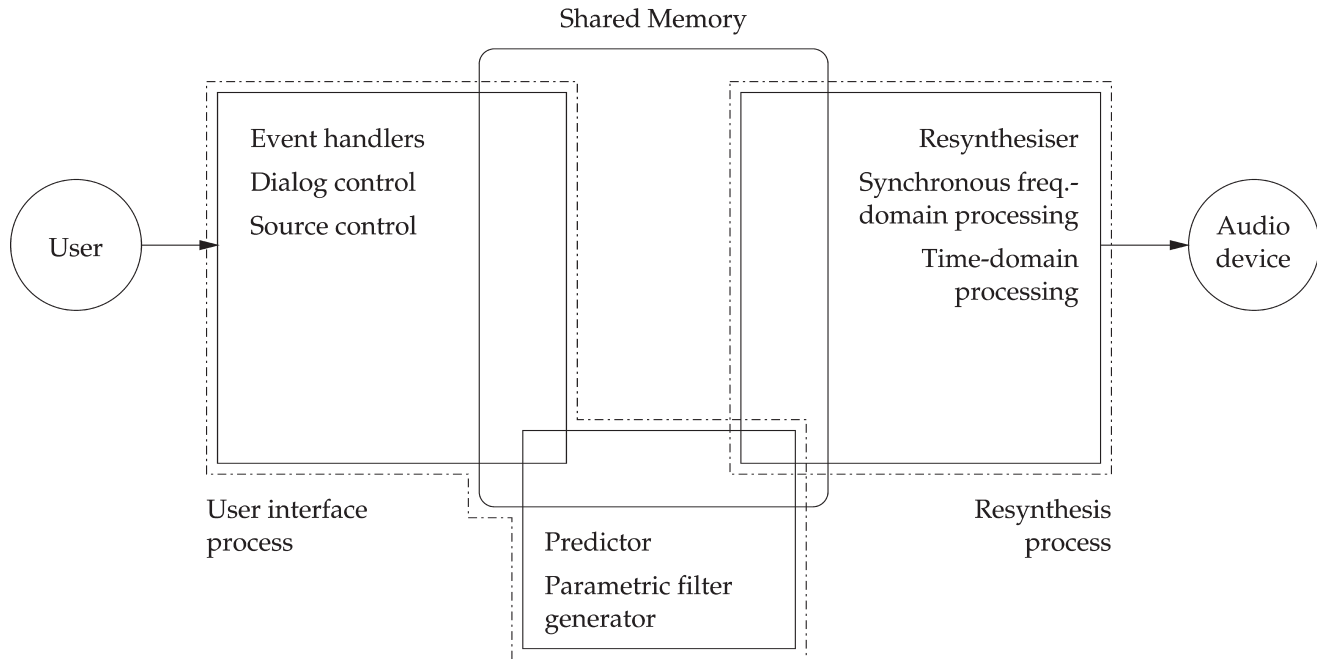 Shared Memory
Event handlers
Dialog control
Source control
User
Resynthesiser
Synchronous freq.-
domain processing
Time-domain
processing
Audio
device
User interface
process
Resynthesis
process
Predictor
Parametric filter
generator